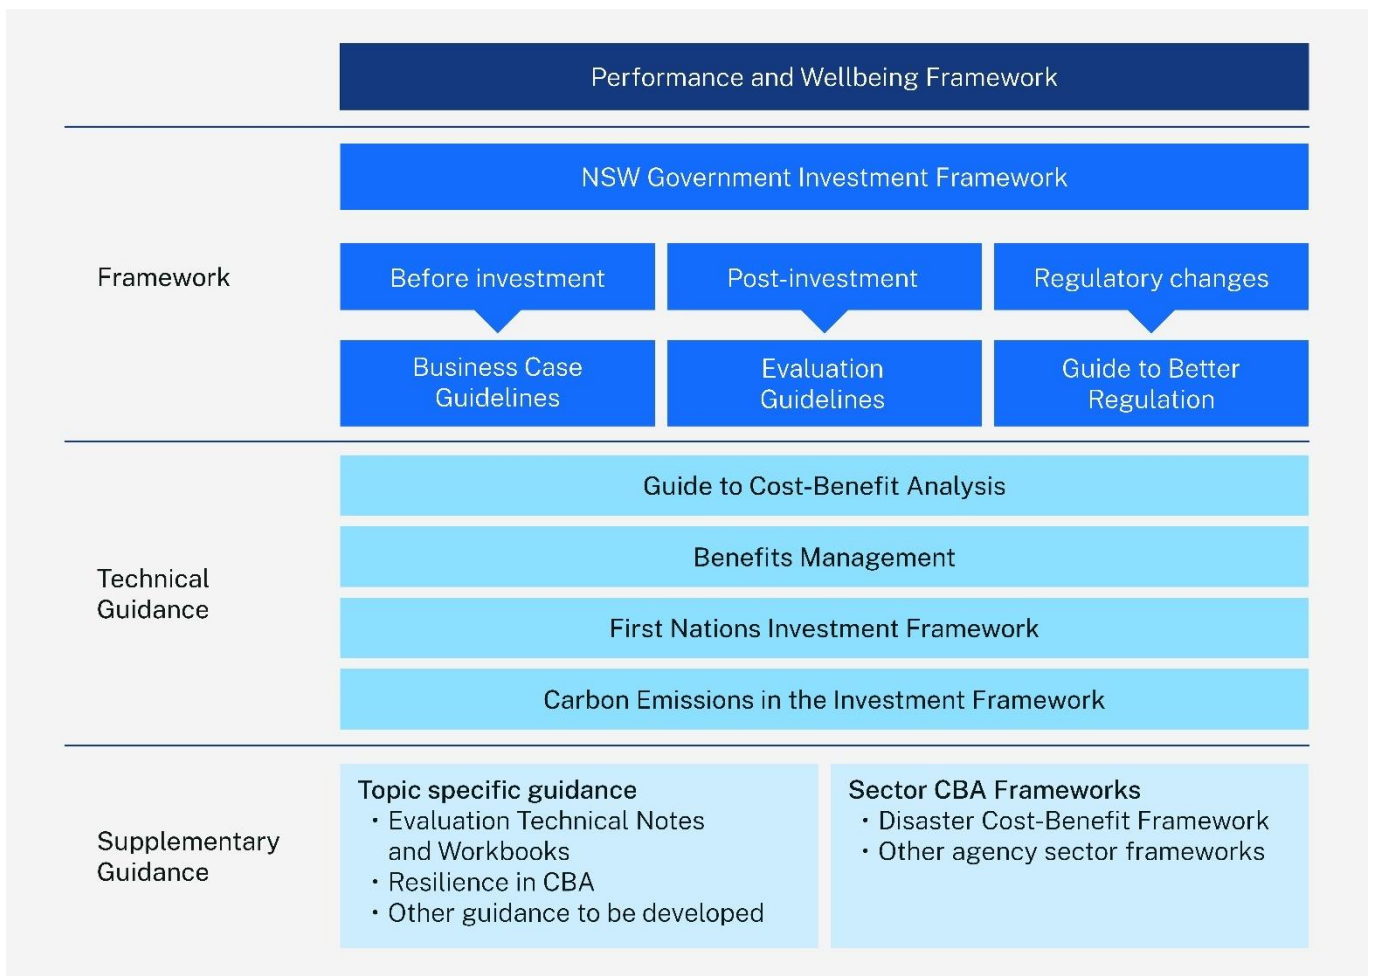 Performance and Wellbeing Framework
NSW Government Investment Framework
Framework
Before investment
Post-investment
Regulatory changes
Business Case
Guidelines
Evaluation
Guidelines
Guide to Better
Regulation
Technical
Guidance
Guide to Cost-Benefit Analysis
Benefits Management
First Nations Investment Framework
Carbon Emissions in the Investment Framework
Supplementary
Guidance
Topic specific guidance
• Evaluation Technical Notes
and Workbooks
• Resilience in CBA
• Other guidance to be developed
Sector CBA Frameworks
• Disaster Cost-Benefit Framework
• Other agency sector frameworks